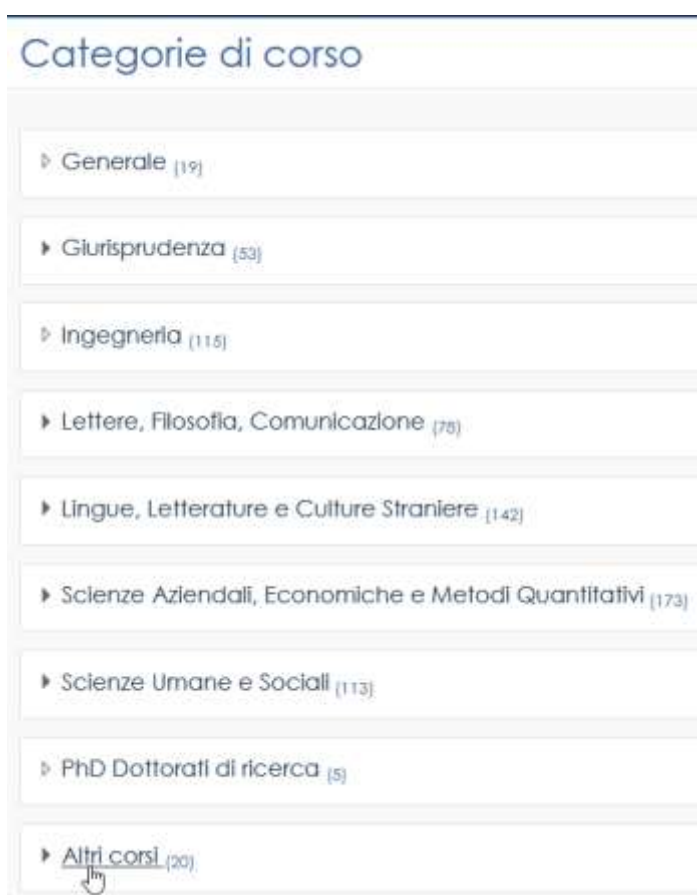 Categorie di corso
Generale (19)
Giurisprudenza (53)
Ingegneria (115)
Lettere, Filosofia, Comunicazione (78)
Lingue, Letterature e Culture Straniere (142)
Scienze Aziendali, Economiche e Metodi Quantitativi (173)
Scienze Umane e Sociali (113)
PhD Dottorati di ricerca (5)
Altri corsi (20)